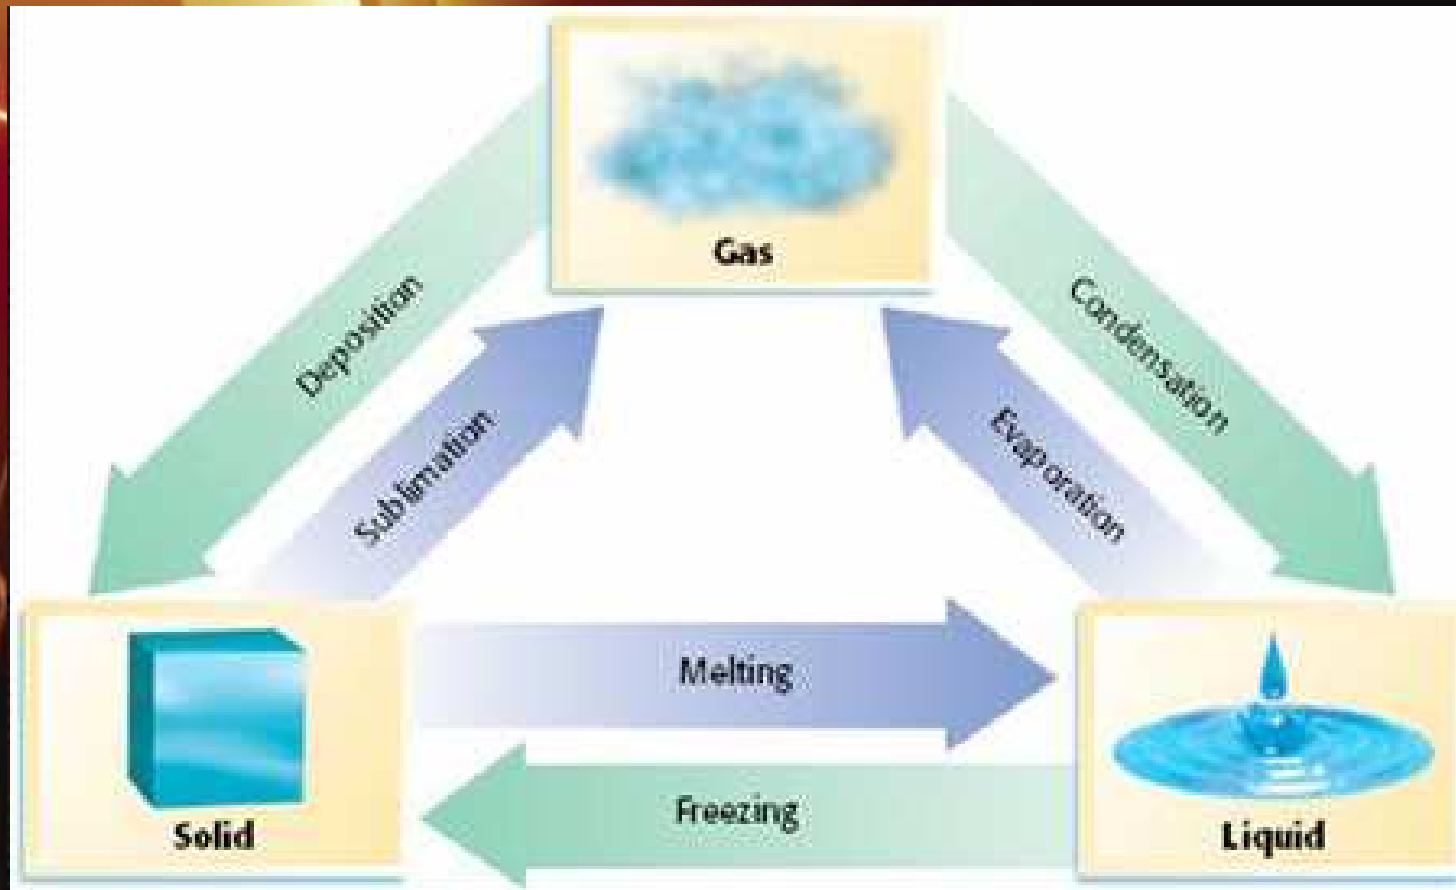 Gas
Deposition
Sublimation
Condensation
Evaporation
Melting
Freezing
Solid
Liquid